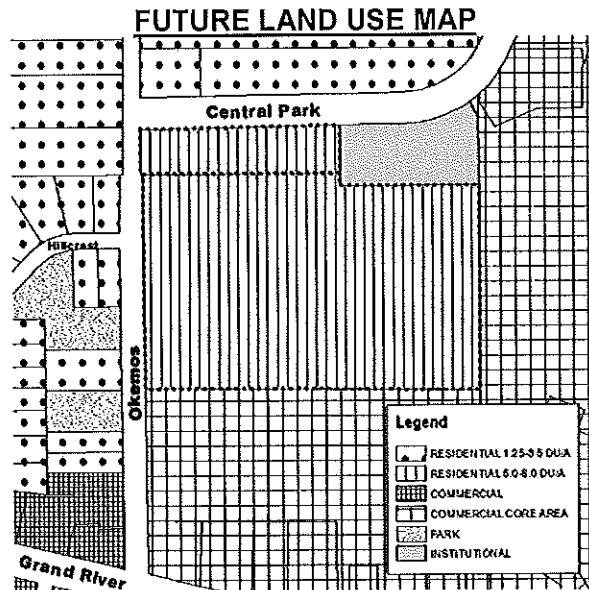 FUTURE LAND USE MAP
Central Park
Hillcrest
Okemos
Legend
RESIDENTIAL 1.25-3.5 DU/A
RESIDENTIAL 5.0-8.0 DU/A
COMMERCIAL
COMMERCIAL CORE AREA
PARK
INSTITUTIONAL
Grand River